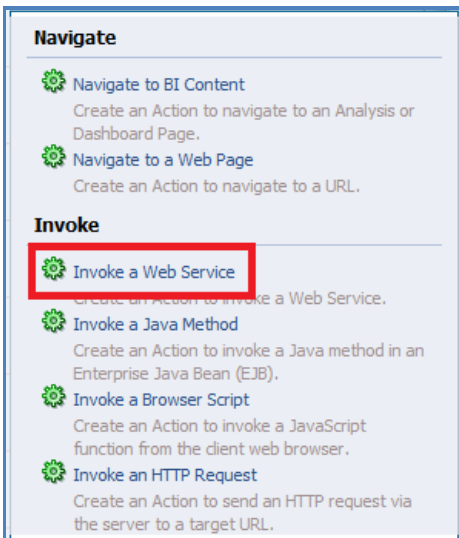 Navigate
Navigate to BI Content
Create an Action to navigate to an Analysis or
Dashboard Page.
Navigate to a Web Page
Create an Action to navigate to a URL.
Invoke
Invoke a Web Service
Create an Action to invoke a Web Service.
Invoke a Java Method
Create an Action to invoke a Java method in an
Enterprise Java Bean (EJB).
Invoke a Browser Script
Create an Action to invoke a JavaScript
function from the client web browser.
Invoke an HTTP Request
Create an Action to send an HTTP request via
the server to a target URL.